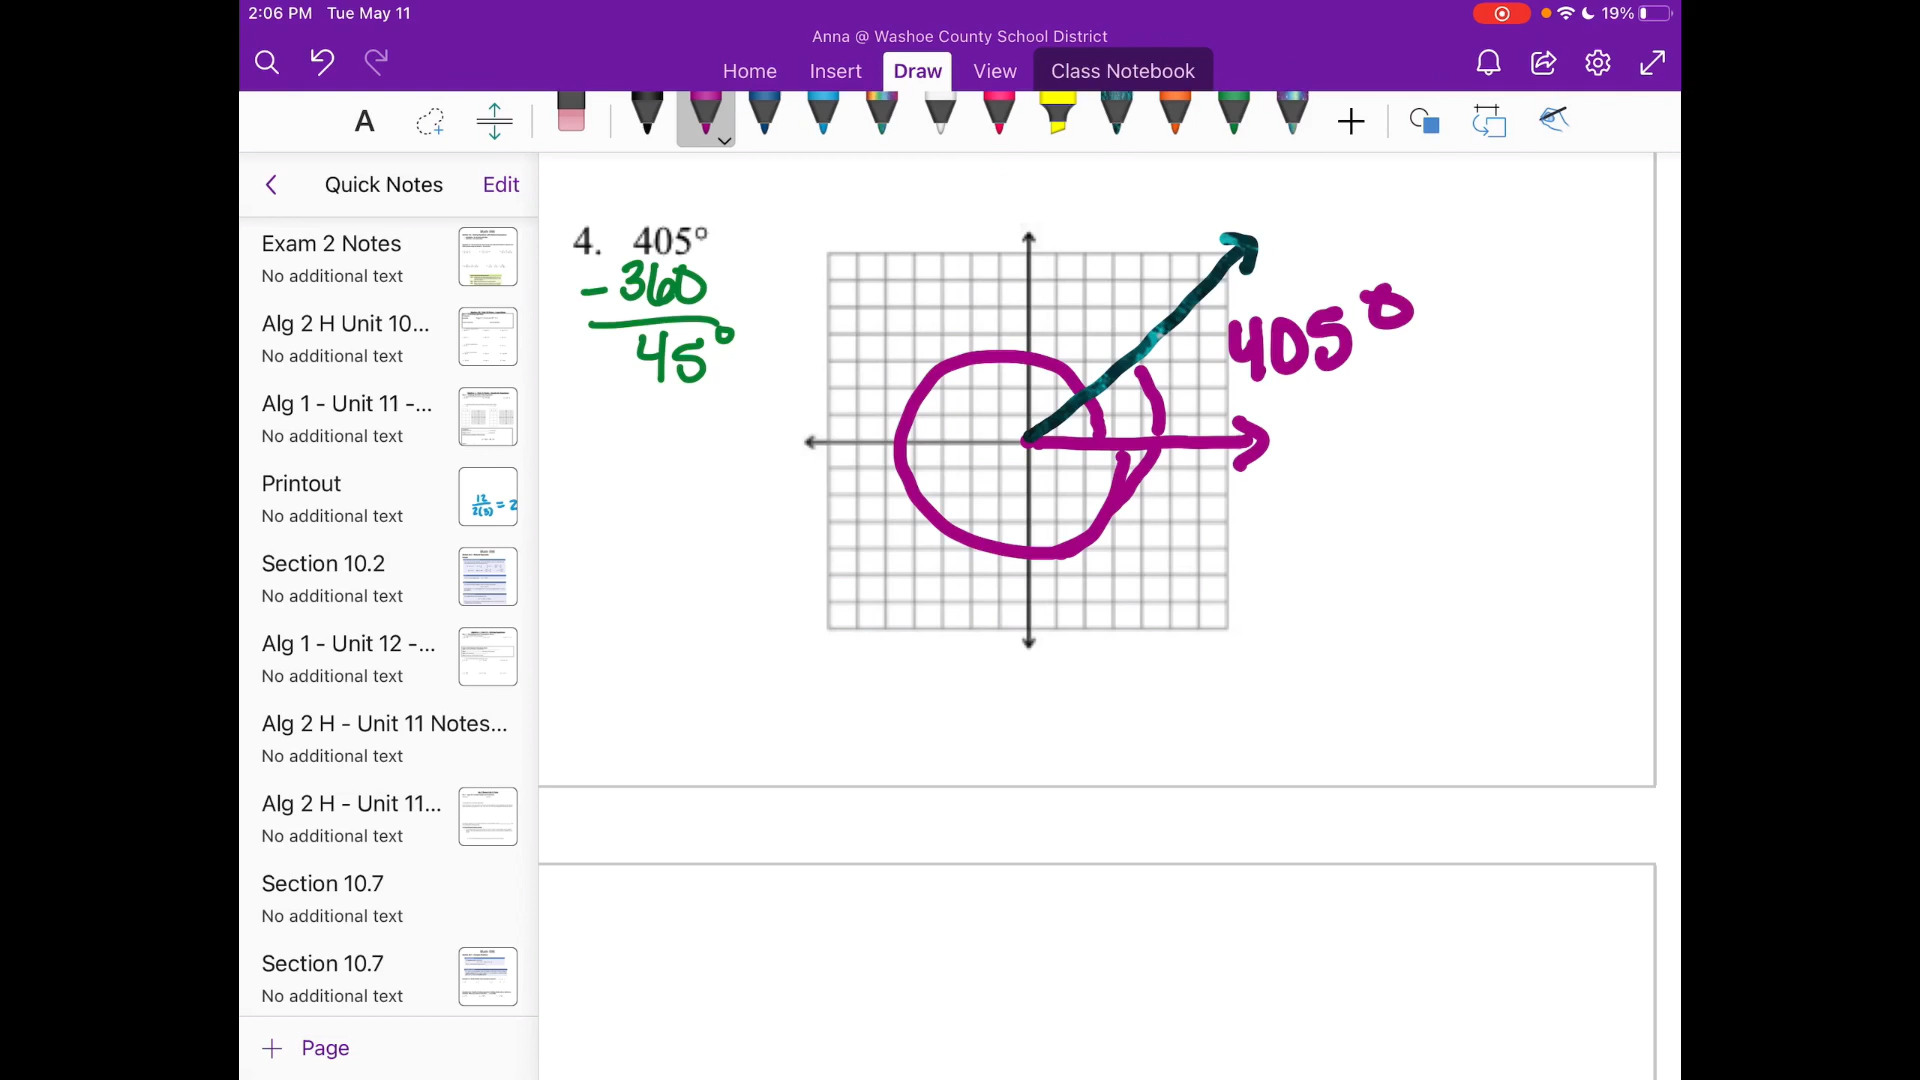 2:06 PM Tue May 11
19%
Anna @ Washoe County School District
Home Insert Draw View Class Notebook
A
Quick Notes Edit
Exam 2 Notes
No additional text
Alg 2 H Unit 10...
No additional text
Alg 1 - Unit 11 -...
No additional text
Printout
No additional text
12
2(5) = 2
Section 10.2
No additional text
Alg 1 - Unit 12 -...
No additional text
Alg 2 H - Unit 11 Notes...
No additional text
Alg 2 H - Unit 11...
No additional text
Section 10.7
No additional text
Section 10.7
No additional text
+ Page
4. 405°
- 360
45°
405°